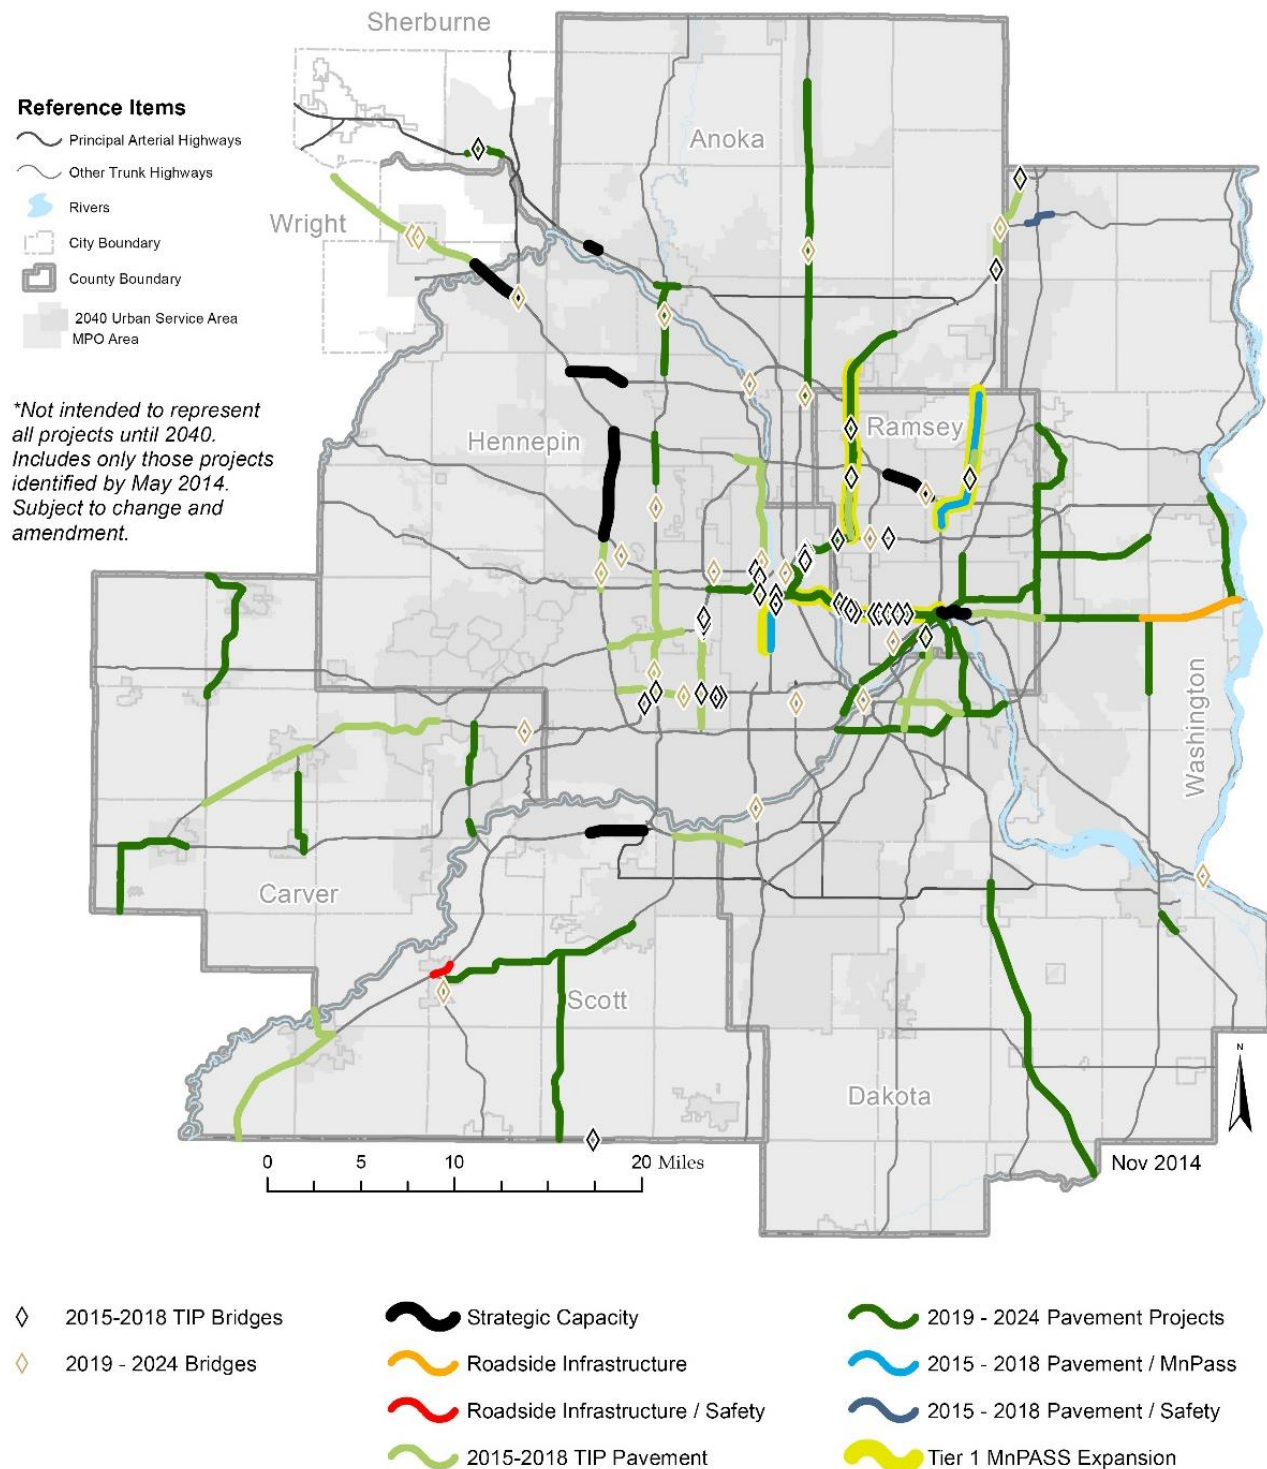 Sherburne
Reference Items
Principal Arterial Highways
Other Trunk Highways
Rivers
City Boundary
County Boundary
2040 Urban Service Area
MPO Area
*Not intended to represent
all projects until 2040.
Includes only those projects
identified by May 2014.
Subject to change and
amendment.
Anoka
Wright
Hennepin
Ramsey
Washington
Carver
Scott
Dakota
N
0 5 10 20 Miles
Nov 2014
2015-2018 TIP Bridges
2019 - 2024 Bridges
Strategic Capacity
Roadside Infrastructure
Roadside Infrastructure / Safety
2015-2018 TIP Pavement
2019 - 2024 Pavement Projects
2015 - 2018 Pavement / MnPass
2015 - 2018 Pavement / Safety
Tier 1 MnPASS Expansion